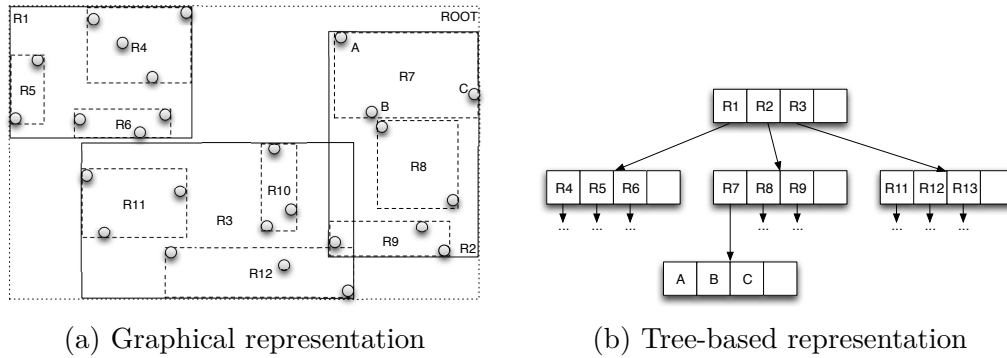 R1
ROOT
R4
A
R7
R5
C
B
R6
R8
R10
R11
R3
R9
R2
R12
R1 R2 R3
R4 R5 R6
R7 R8 R9
R11 R12 R13
... ... ...
... ...
... ... ...
A B C
(a) Graphical representation
(b) Tree-based representation